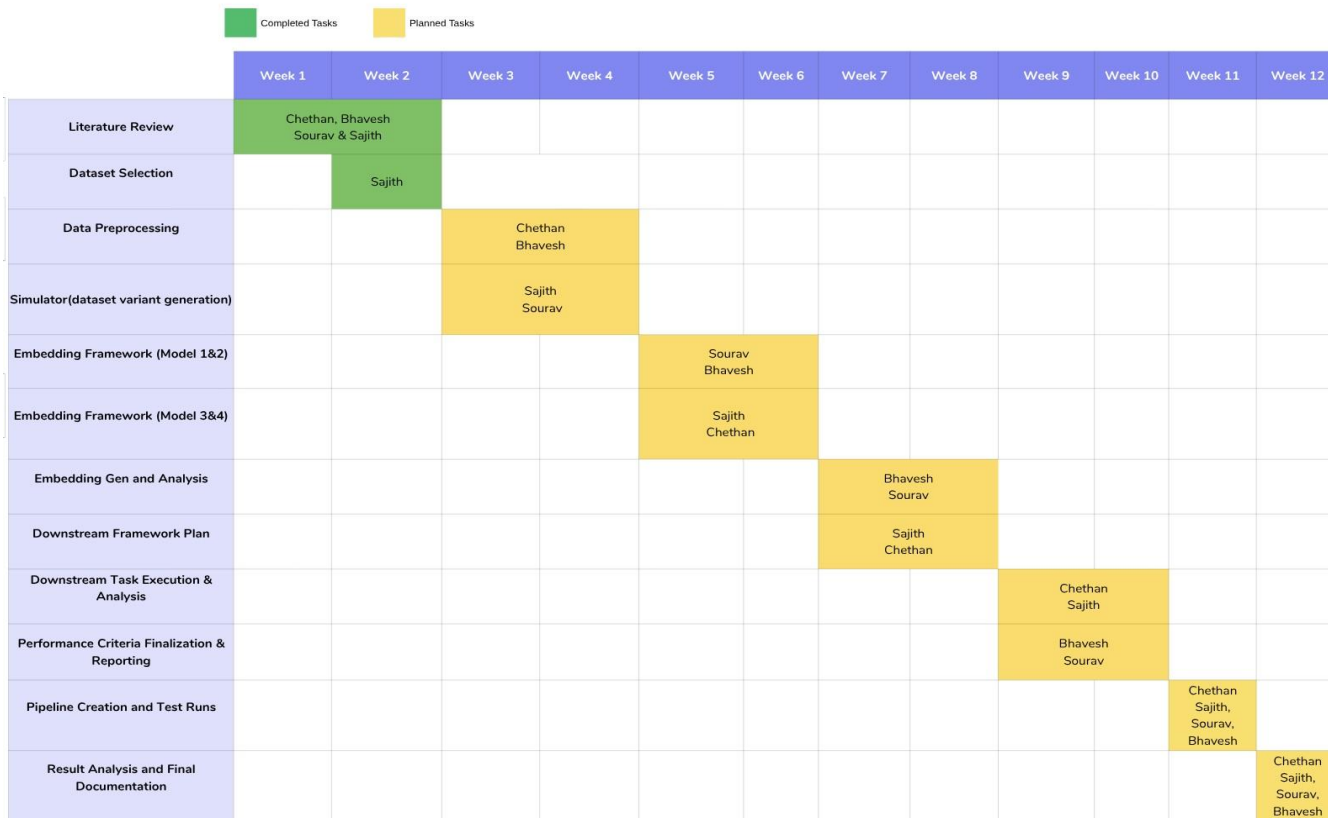 Completed Tasks
Planned Tasks
Week 1
Week 2
Week 3
Week 4
Week 5
Week 6
Week 7
Week 8
Week 9
Week 10
Week 11
Week 12
Literature Review
Chethan, Bhavesh
Sourav & Sajith
Dataset Selection
Sajith
Data Preprocessing
Chethan
Bhavesh
Simulator(dataset variant generation)
Sajith
Sourav
Embedding Framework (Model 1&2)
Sourav
Bhavesh
Embedding Framework (Model 3&4)
Sajith
Chethan
Embedding Gen and Analysis
Bhavesh
Sourav
Downstream Framework Plan
Sajith
Chethan
Downstream Task Execution &
Analysis
Chethan
Sajith
Performance Criteria Finalization &
Reporting
Bhavesh
Sourav
Pipeline Creation and Test Runs
Chethan
Sajith,
Sourav,
Bhavesh
Result Analysis and Final
Documentation
Chethan
Sajith,
Sourav,
Bhavesh